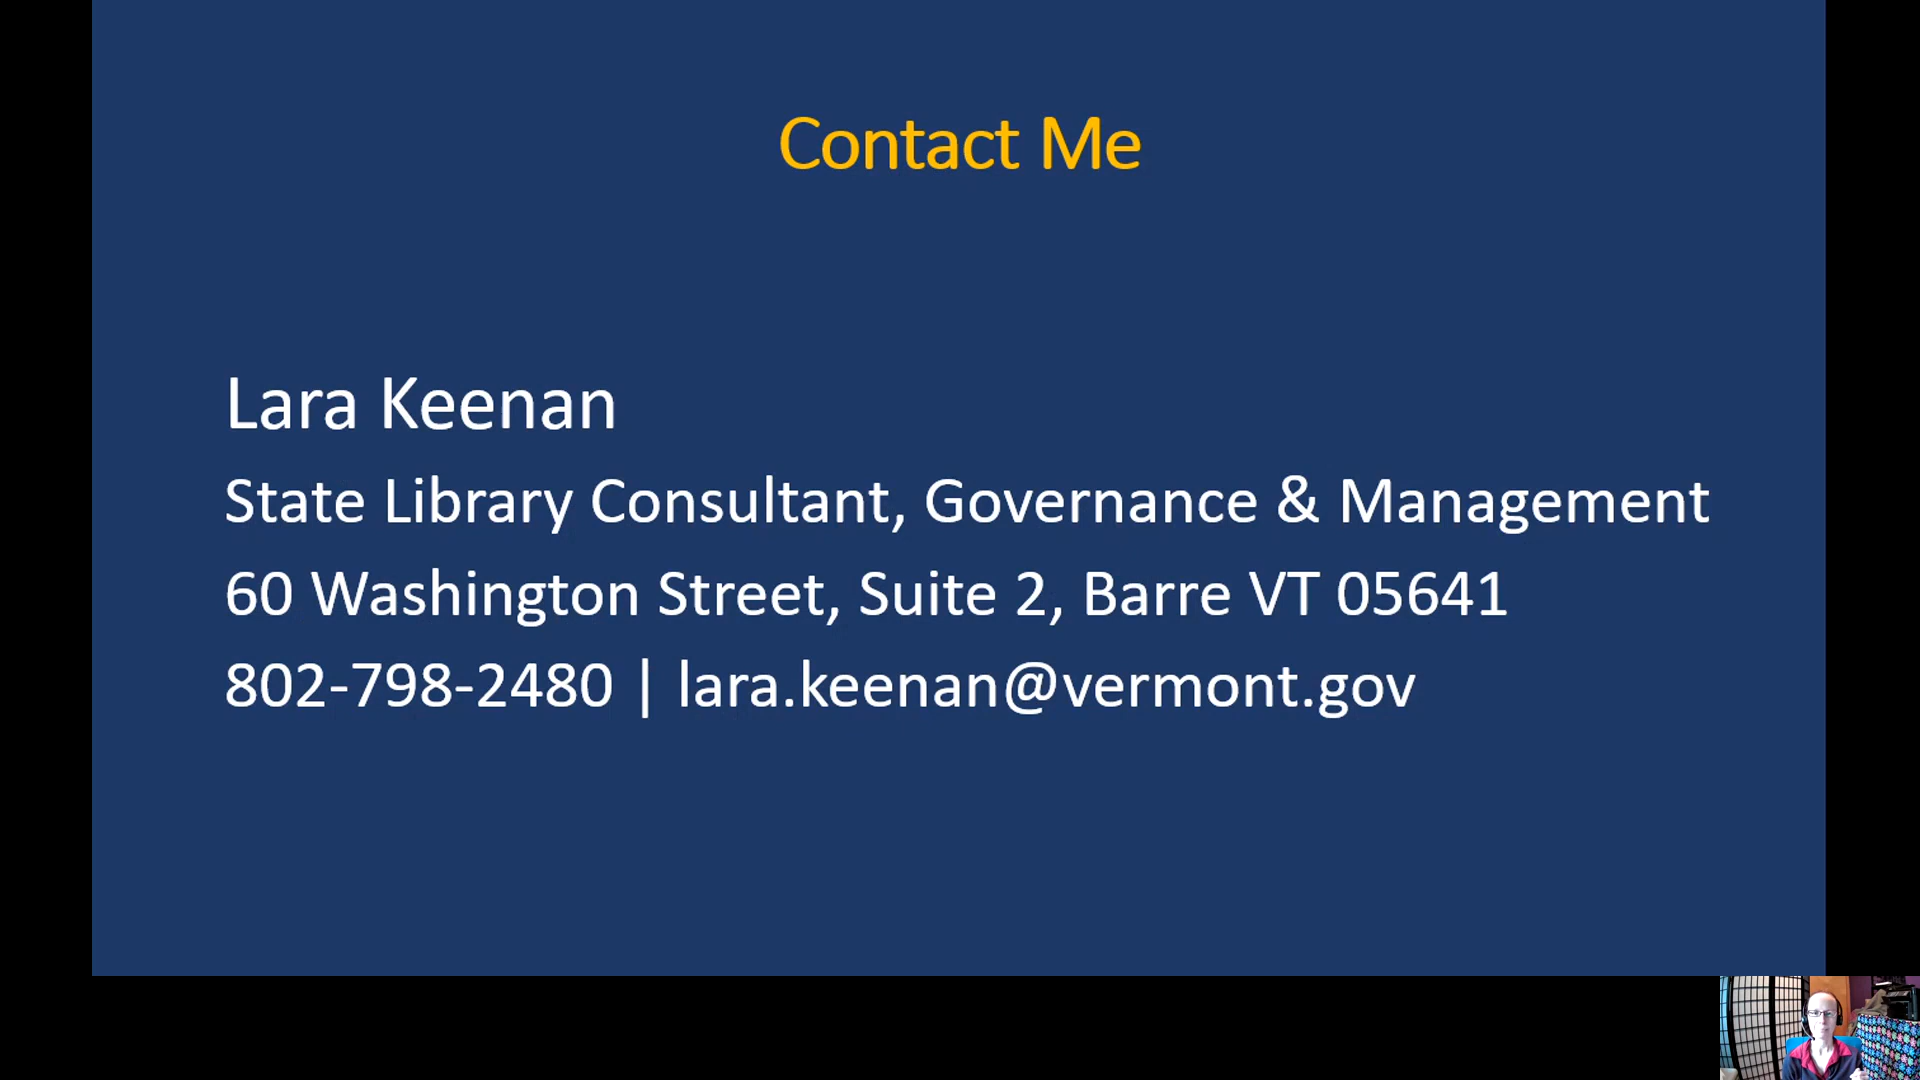 Contact Me
Lara Keenan
State Library Consultant, Governance & Management
60 Washington Street, Suite 2, Barre VT 05641
802-798-2480 | lara.keenan@vermont.gov